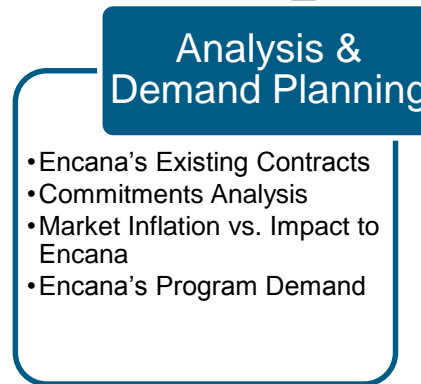 Analysis &
Demand Planning
•Encana's Existing Contracts
•Commitments Analysis
•Market Inflation vs. Impact to
Encana
•Encana's Program Demand